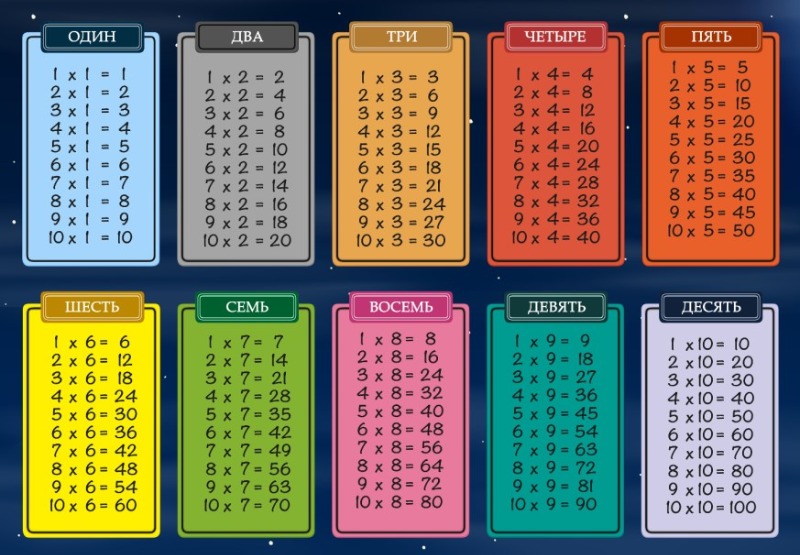 ОДИН
1 x 1 = 1
2 x 1 = 2
3 x 1 = 3
4 x 1 = 4
5 x 1 = 5
6 x 1 = 6
7 x 1 = 7
8 x 1 = 8
9 x 1 = 9
10 x 1 = 10
ДВА
1 x 2 = 2
2 x 2 = 4
3 x 2 = 6
4 x 2 = 8
5 x 2 = 10
6 x 2 = 12
7 x 2 = 14
8 x 2 = 16
9 x 2 = 18
10 x 2 = 20
ТРИ
1 x 3 = 3
2 x 3 = 6
3 x 3 = 9
4 x 3 = 12
5 x 3 = 15
6 x 3 = 18
7 x 3 = 21
8 x 3 = 24
9 x 3 = 27
10 x 3 = 30
ЧЕТЫРЕ
1 x 4 = 4
2 x 4 = 8
3 x 4 = 12
4 x 4 = 16
5 x 4 = 20
6 x 4 = 24
7 x 4 = 28
8 x 4 = 32
9 x 4 = 36
10 x 4 = 40
ПЯТЬ
1 x 5 = 5
2 x 5 = 10
3 x 5 = 15
4 x 5 = 20
5 x 5 = 25
6 x 5 = 30
7 x 5 = 35
8 x 5 = 40
9 x 5 = 45
10 x 5 = 50
ШЕСТЬ
1 x 6 = 6
2 x 6 = 12
3 x 6 = 18
4 x 6 = 24
5 x 6 = 30
6 x 6 = 36
7 x 6 = 42
8 x 6 = 48
9 x 6 = 54
10 x 6 = 60
СЕМЬ
1 x 7 = 7
2 x 7 = 14
3 x 7 = 21
4 x 7 = 28
5 x 7 = 35
6 x 7 = 42
7 x 7 = 49
8 x 7 = 56
9 x 7 = 63
10 x 7 = 70
ВОСЕМЬ
1 x 8 = 8
2 x 8 = 16
3 x 8 = 24
4 x 8 = 32
5 x 8 = 40
6 x 8 = 48
7 x 8 = 56
8 x 8 = 64
9 x 8 = 72
10 x 8 = 80
ДЕВЯТЬ
1 x 9 = 9
2 x 9 = 18
3 x 9 = 27
4 x 9 = 36
5 x 9 = 45
6 x 9 = 54
7 x 9 = 63
8 x 9 = 72
9 x 9 = 81
10 x 9 = 90
ДЕСЯТЬ
1 x 10 = 10
2 x 10 = 20
3 x 10 = 30
4 x 10 = 40
5 x 10 = 50
6 x 10 = 60
7 x 10 = 70
8 x 10 = 80
9 x 10 = 90
10 x 10 = 100